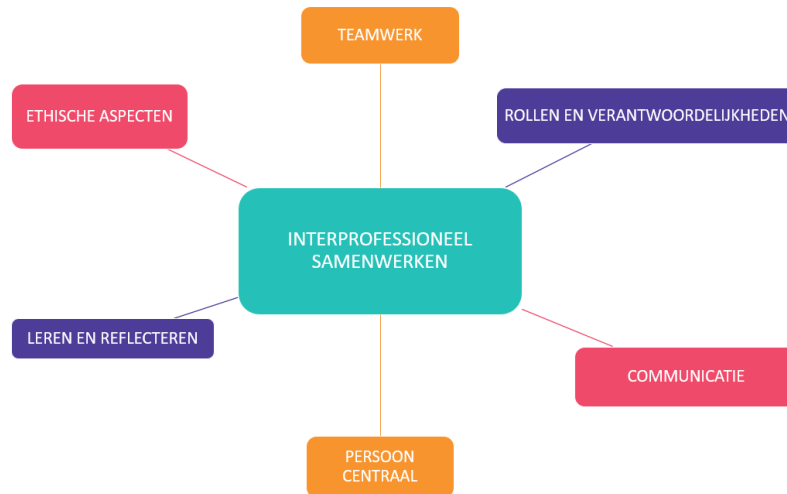 TEAMWERK
ETHISCHE ASPECTEN
ROLLEN EN VERANTWOORDELIJKHEDEN
INTERPROFESSIONEEL
SAMENWERKEN
LEREN EN REFLECTEREN
COMMUNICATIE
PERSOON
CENTRAAL